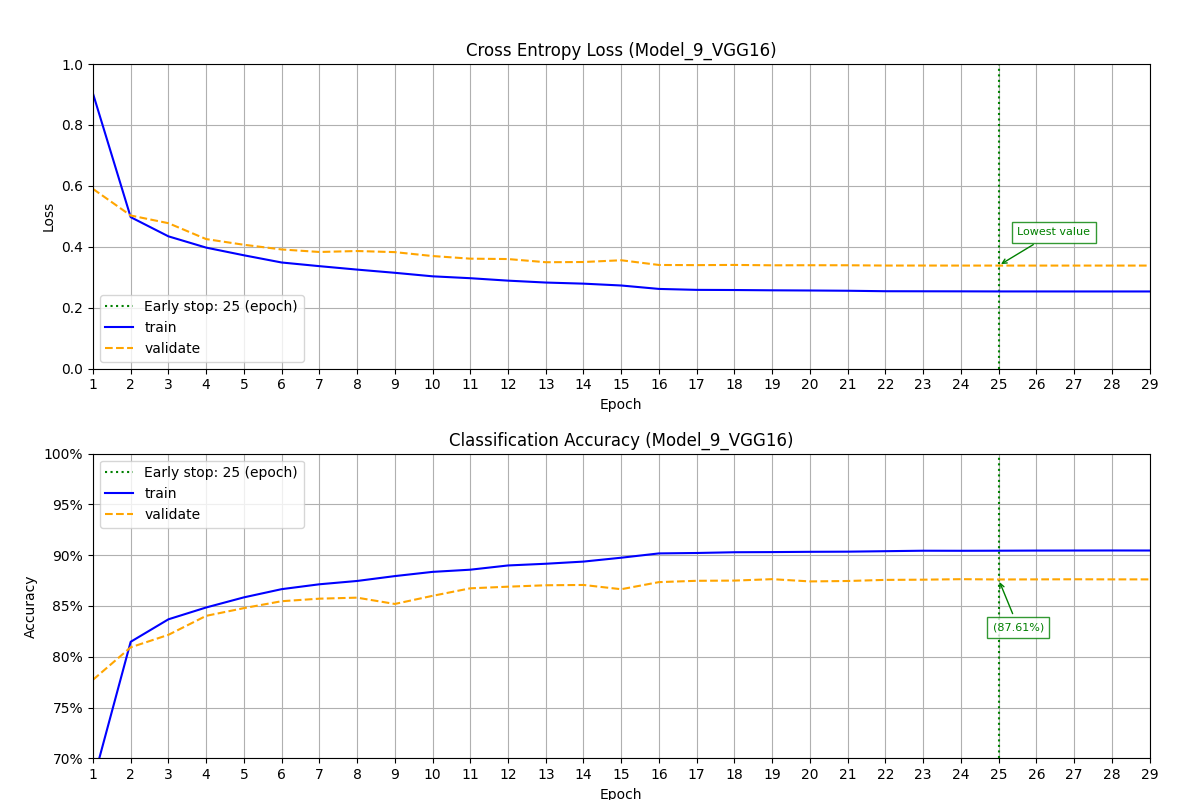 Cross Entropy Loss (Model_9_VGG16)
1.0
0.8
0.6
0.4
0.2
0.0
Loss
Lowest value
Early stop: 25 (epoch)
train
validate
1 2 3 4 5 6 7 8 9 10 11 12 13 14 15 16 17 18 19 20 21 22 23 24 25 26 27 28 29
Epoch
Classification Accuracy (Model_9_VGG16)
100%
95%
90%
85%
80%
75%
70%
Accuracy
Early stop: 25 (epoch)
train
validate
(87.61%)
1 2 3 4 5 6 7 8 9 10 11 12 13 14 15 16 17 18 19 20 21 22 23 24 25 26 27 28 29
Epoch